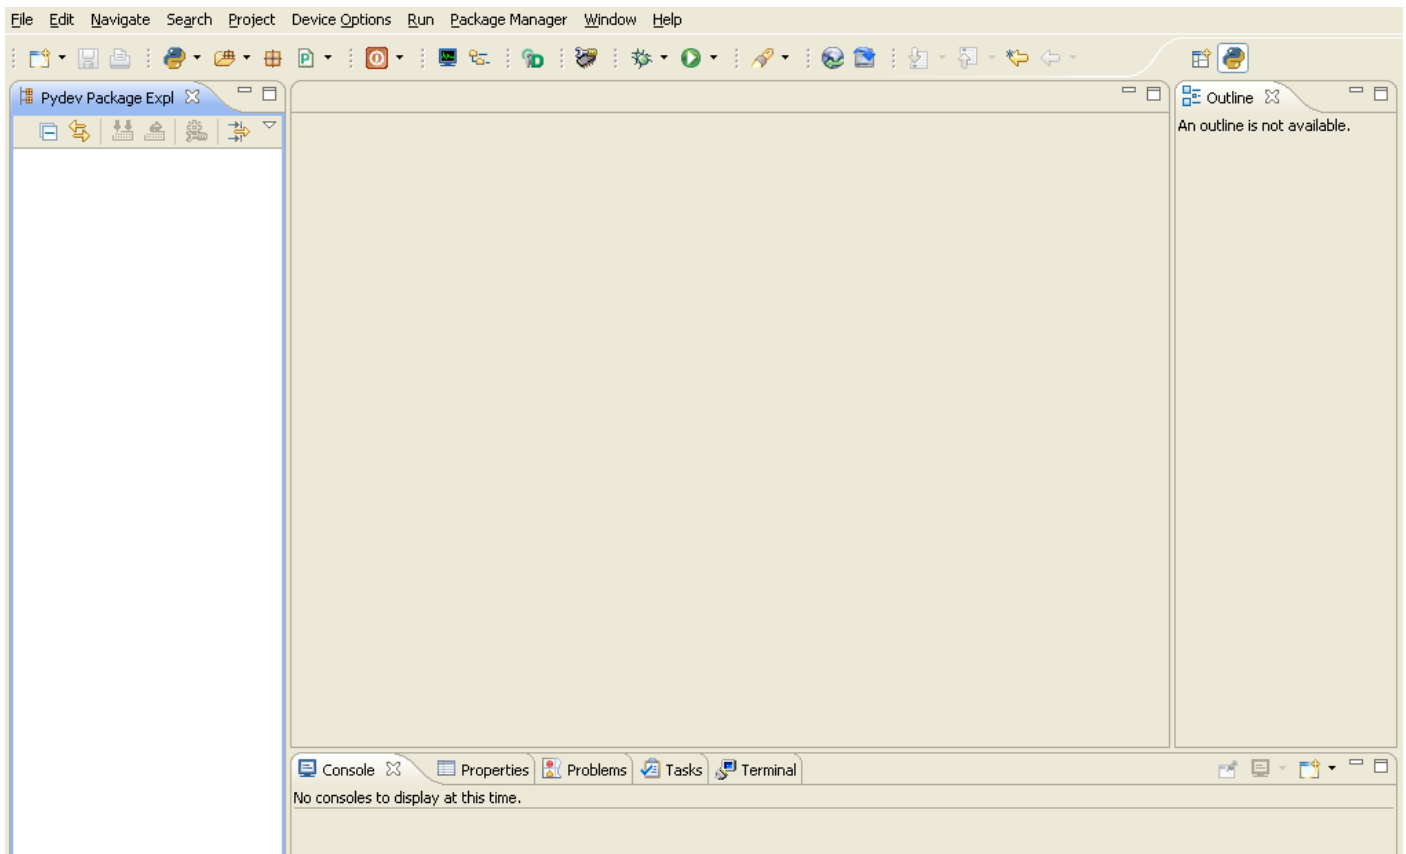 File Edit Navigate Search Project Device Options Run Package Manager Window Help
Pydev Package Expl
Outline
An outline is not available.
Console Properties Problems Tasks Terminal
No consoles to display at this time.